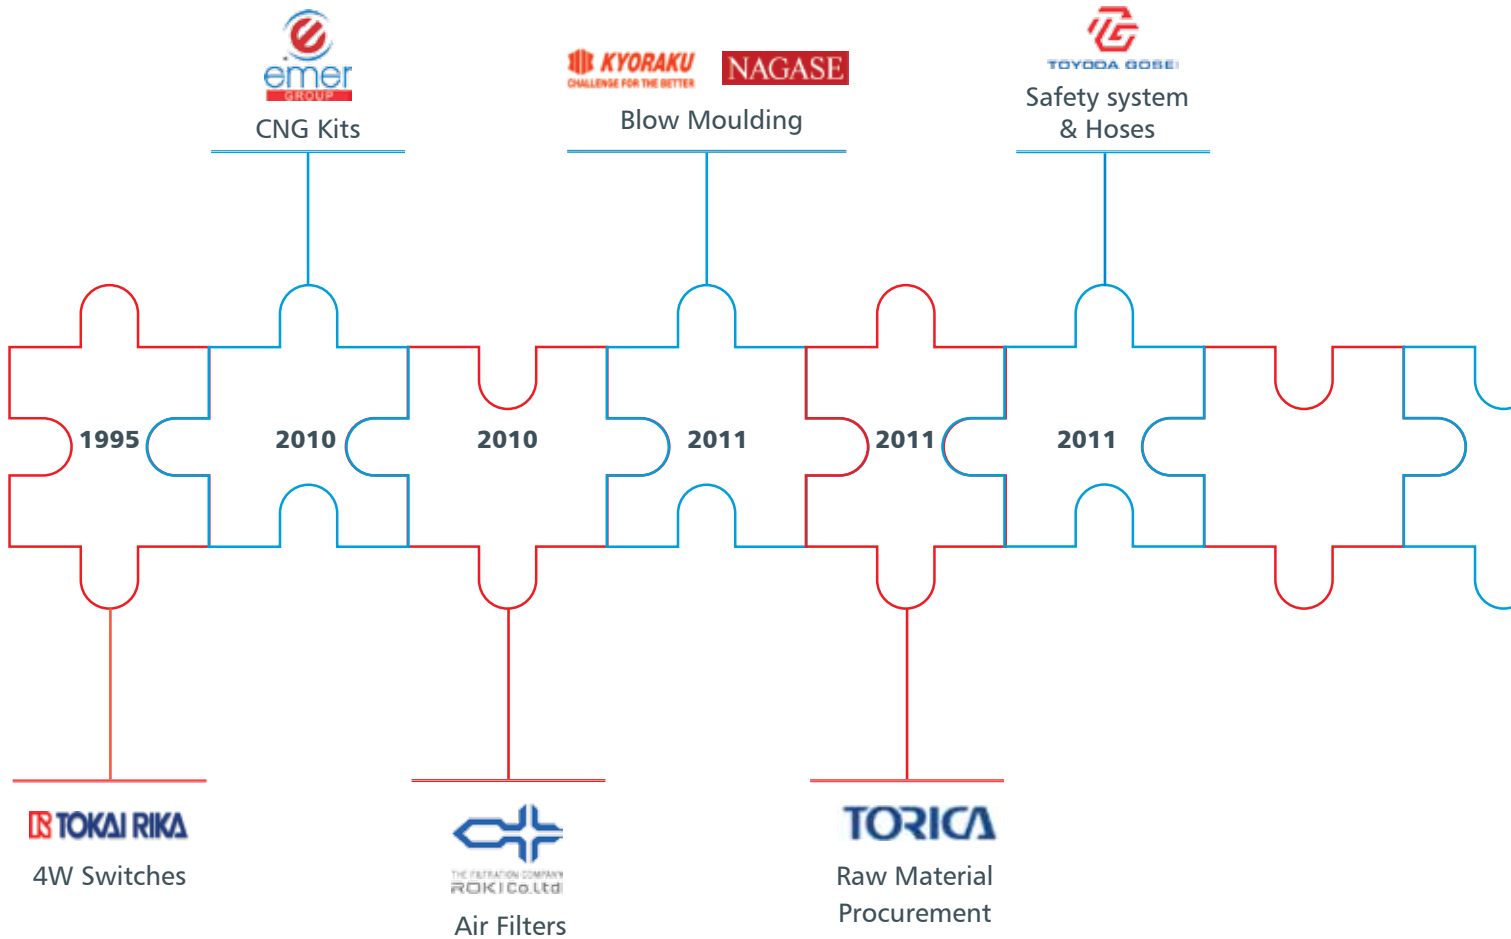 emer
GROUP
CNG Kits
KYORAKU
CHALLENGE FOR THE BETTER
NAGASE
Blow Moulding
TG
TOYODA GOSEI
Safety system
& Hoses
1995
2010
2010
2011
2011
2011
TOKAI RIKA
4W Switches
THE FILTRATION COMPANY
ROKI Co.Ltd
Air Filters
TORICA
Raw Material
Procurement